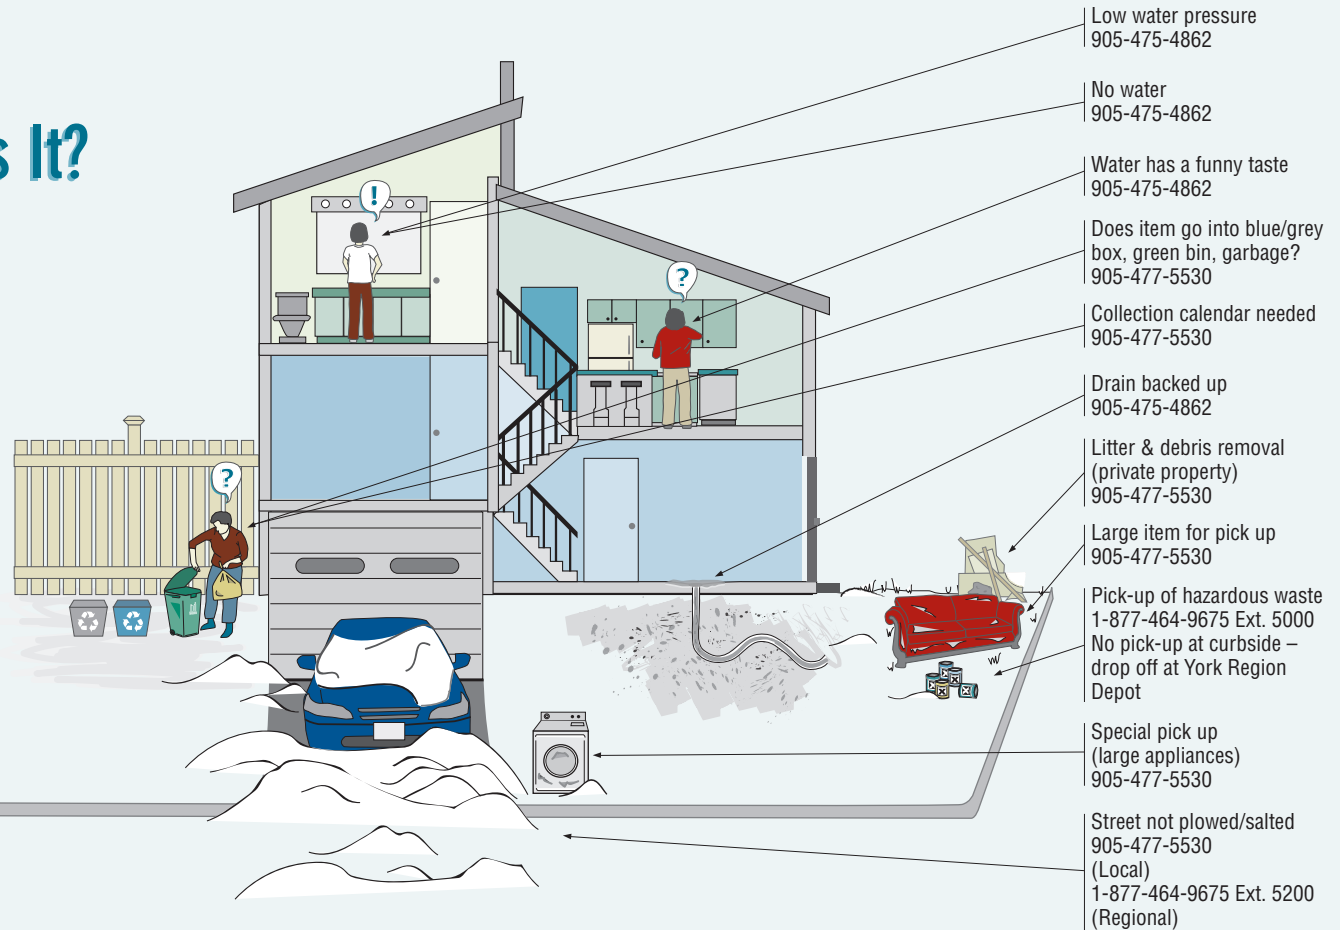 s It?
Low water pressure
905-475-4862
No water
905-475-4862
Water has a funny taste
905-475-4862
Does item go into blue/grey
box, green bin, garbage?
905-477-5530
Collection calendar needed
905-477-5530
Drain backed up
905-475-4862
Litter & debris removal
(private property)
905-477-5530
Large item for pick up
905-477-5530
Pick-up of hazardous waste
1-877-464-9675 Ext. 5000
No pick-up at curbside –
drop off at York Region
Depot
Special pick up
(large appliances)
905-477-5530
Street not plowed/salted
905-477-5530
(Local)
1-877-464-9675 Ext. 5200
(Regional)
!
?
?